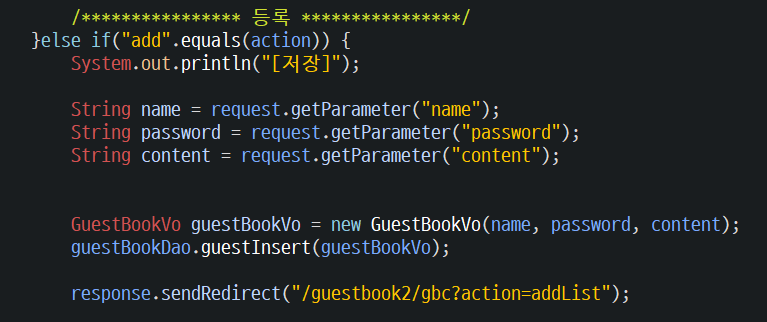 /**************** 등록 ****************/
}else if("add".equals(action)) {
System.out.println("[저장]");
String name = request.getParameter("name");
String password = request.getParameter("password");
String content = request.getParameter("content");
GuestBookVo guestBookVo = new GuestBookVo(name, password, content);
guestBookDao.guestInsert(guestBookVo);
response.sendRedirect("/guestbook2/gbc?action=addList");